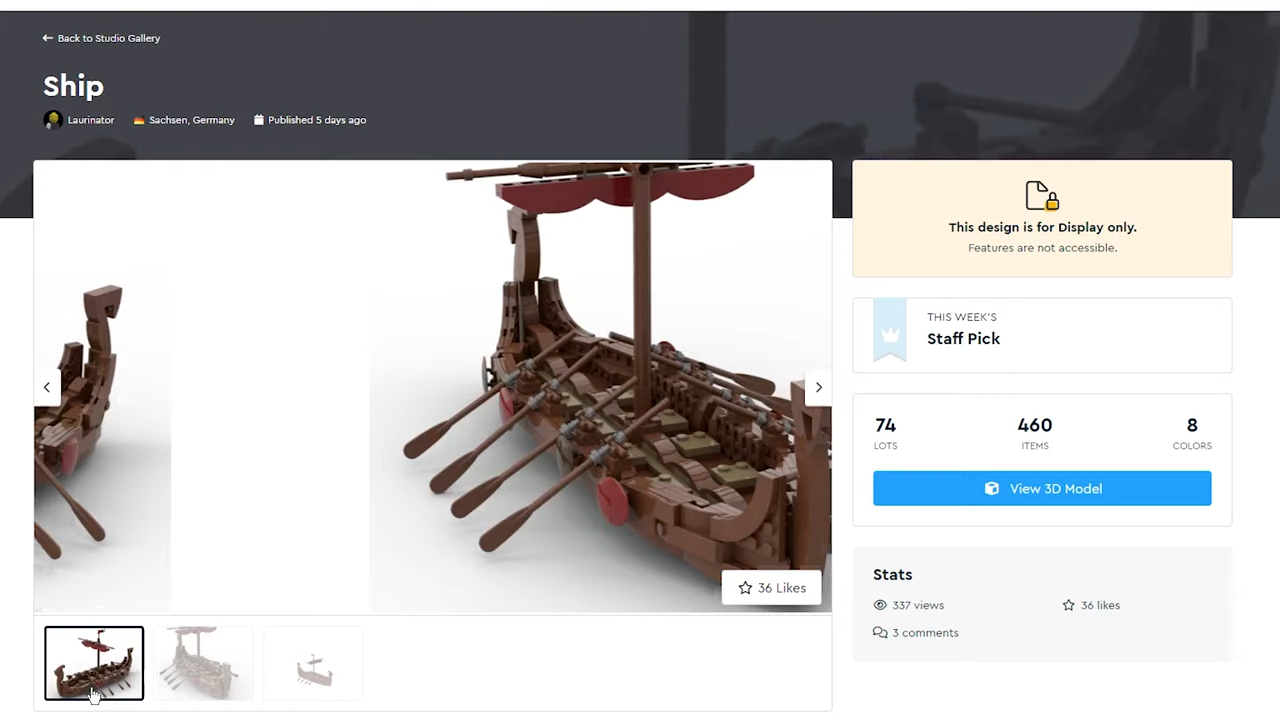 ← Back to Studio Gallery
Ship
Laurinator Sachsen, Germany Published 5 days ago
This design is for Display only.
Features are not accessible.
THIS WEEK'S
Staff Pick
74 460 8
LOTS ITEMS COLORS
View 3D Model
36 Likes
Stats
337 views 36 likes
3 comments